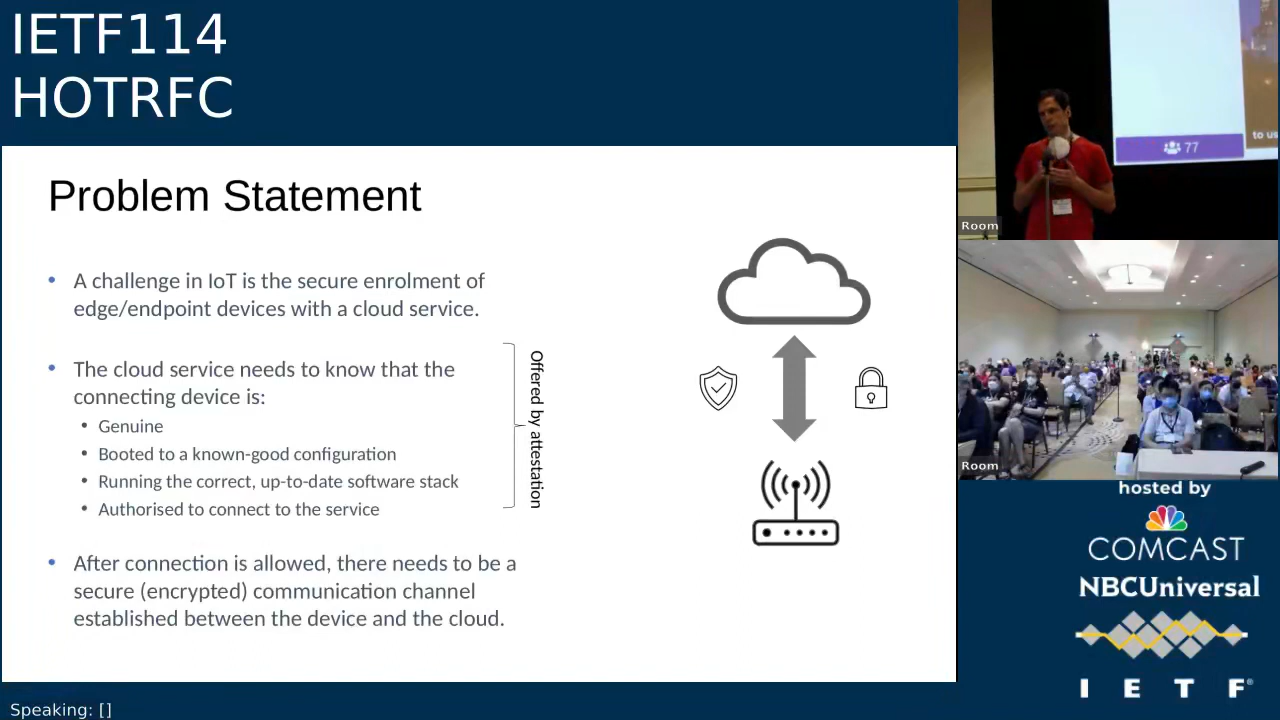 IETF114
HOTRFC
Problem Statement
• A challenge in IoT is the secure enrolment of
edge/endpoint devices with a cloud service.
• The cloud service needs to know that the
connecting device is:
• Genuine
• Booted to a known-good configuration
• Running the correct, up-to-date software stack
• Authorised to connect to the service
Offered by attestation
• After connection is allowed, there needs to be a
secure (encrypted) communication channel
established between the device and the cloud.
Speaking: []
77
to us
Room
Room
hosted by
COMCAST
NBCUniversal
I E T F®